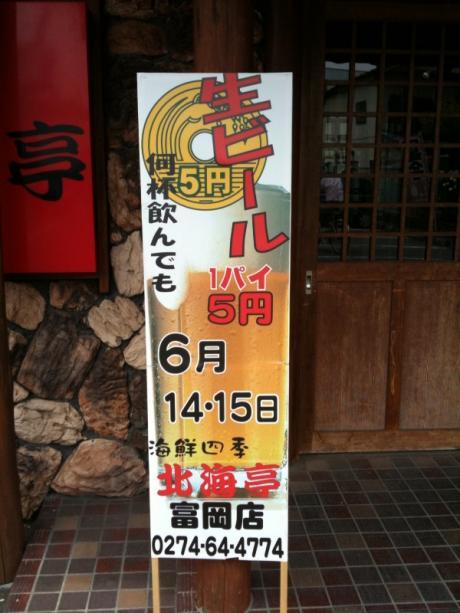 亭
生ビール
何杯飲んでも
5円
1パイ
5円
6月
14・15日
海鮮四季
北海亭
富岡店
0274-64-4774